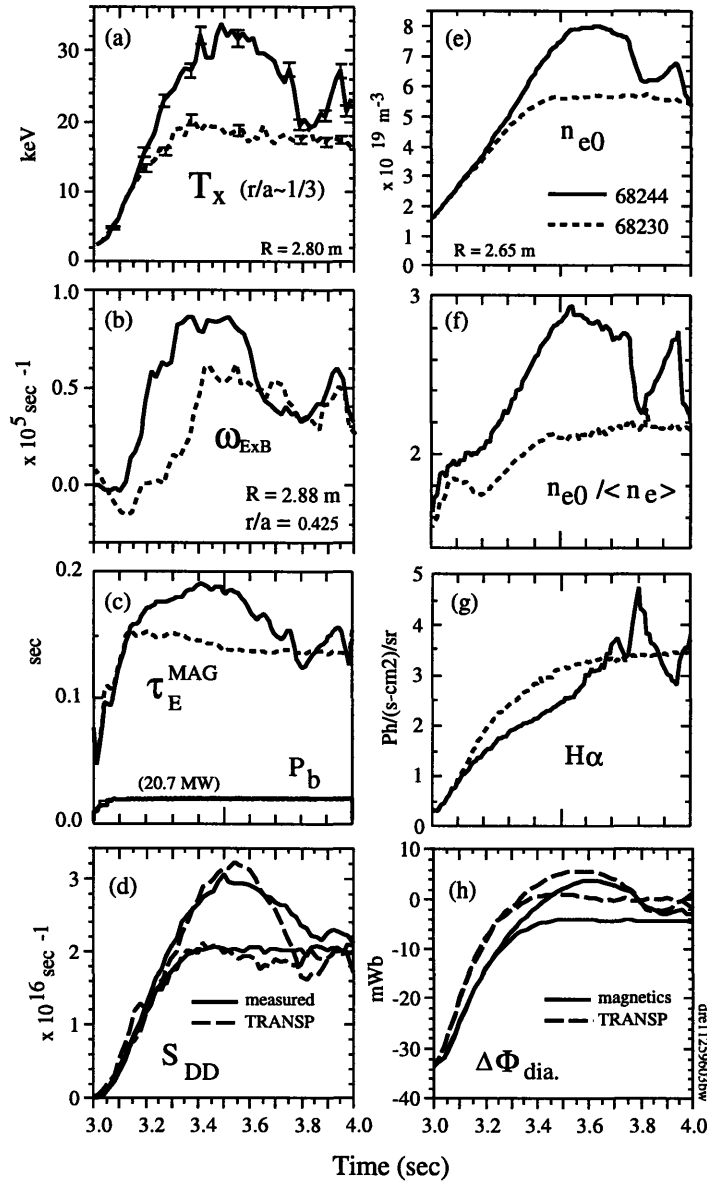 (a)
40
30
20
10
0
keV
T_x (r/a~1/3)
R = 2.80 m
(e)
9
8
7
6
5
4
3
2
1
0
x 10^19 m^-3
n_e0
68244
68230
R = 2.65 m
(b)
1.0
0.5
0.0
x 10^5 sec^-1
ω_ExB
R = 2.88 m
r/a = 0.425
(f)
3
2
n_e0 /< n_e >
(c)
0.2
0.1
0.0
sec
τ_E^MAG
P_b
(20.7 MW)
(g)
5
4
3
2
1
0
Ph/(s-cm2)/sr
Hα
(d)
3
2
1
0
x 10^16 sec^-1
measured
TRANSP
S_DD
3.0 3.2 3.4 3.6 3.8 4.0
(h)
10
0
-10
-20
-30
-40
mWb
magnetics
TRANSP
ΔΦ_dia.
3.0 3.2 3.4 3.6 3.8 4.0
Time (sec)